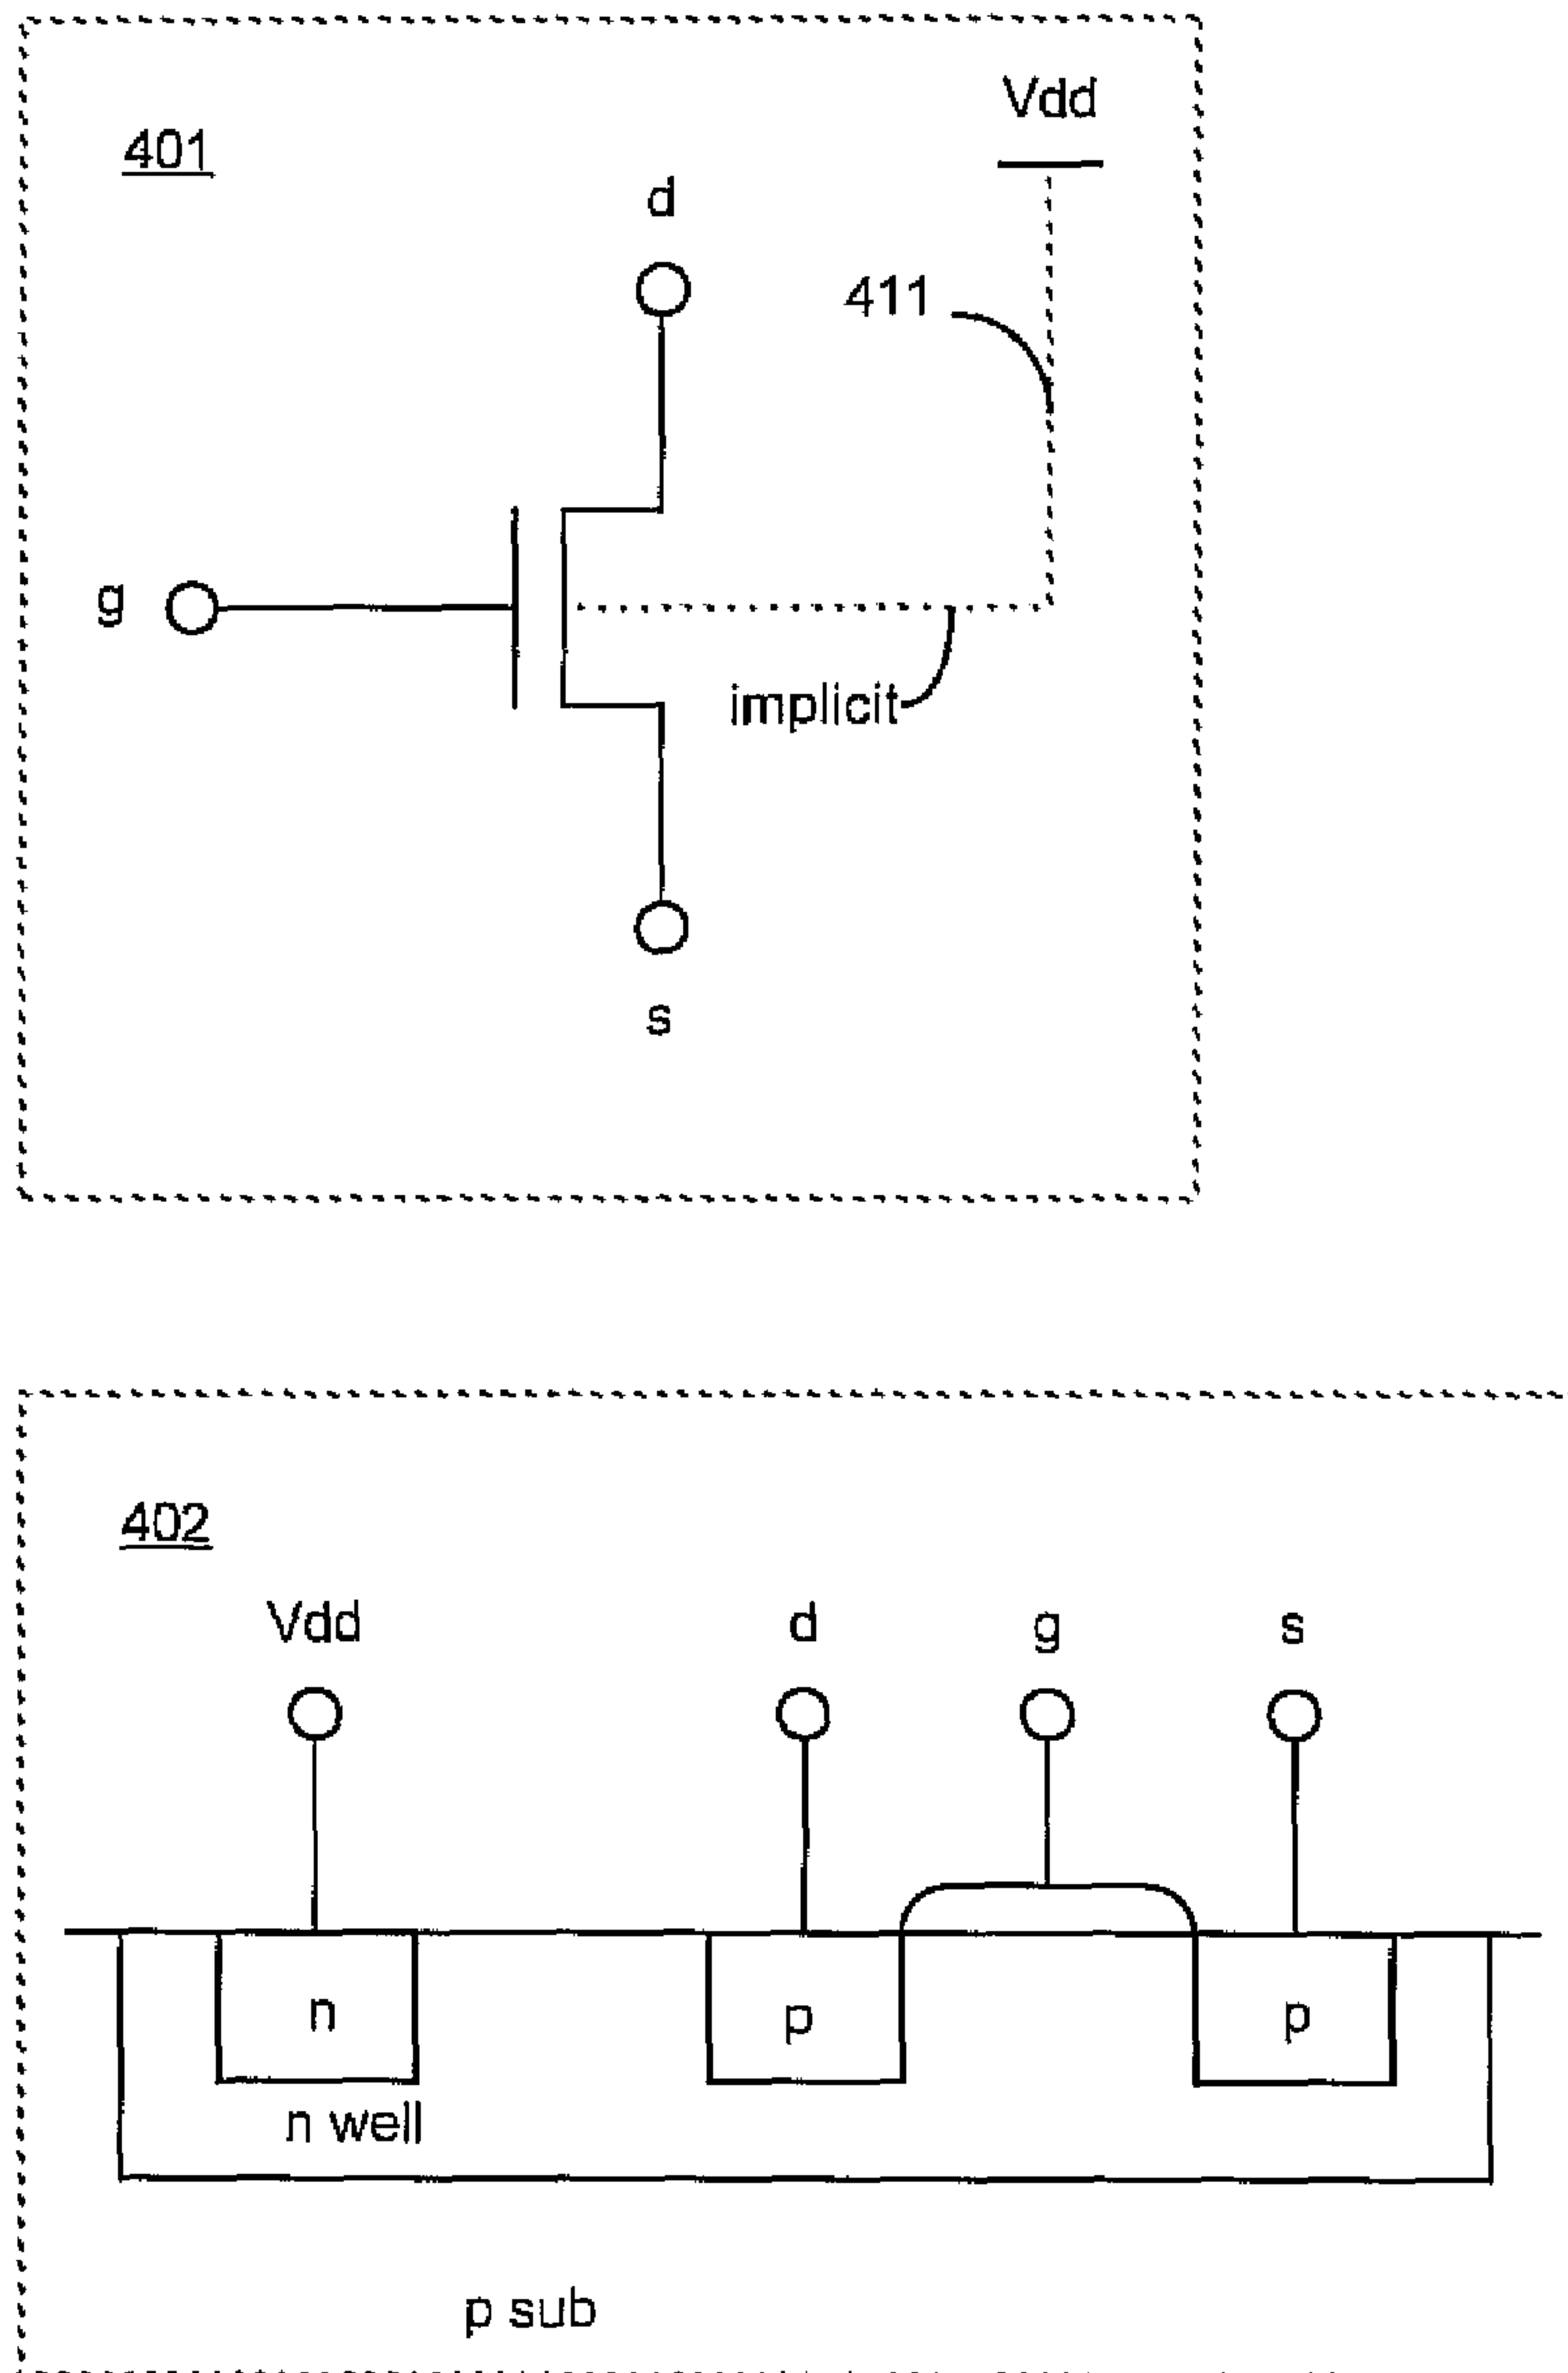 Vdd
401
d
411
g
implicit
s
402
Vdd d g s
n p p
n well
p sub